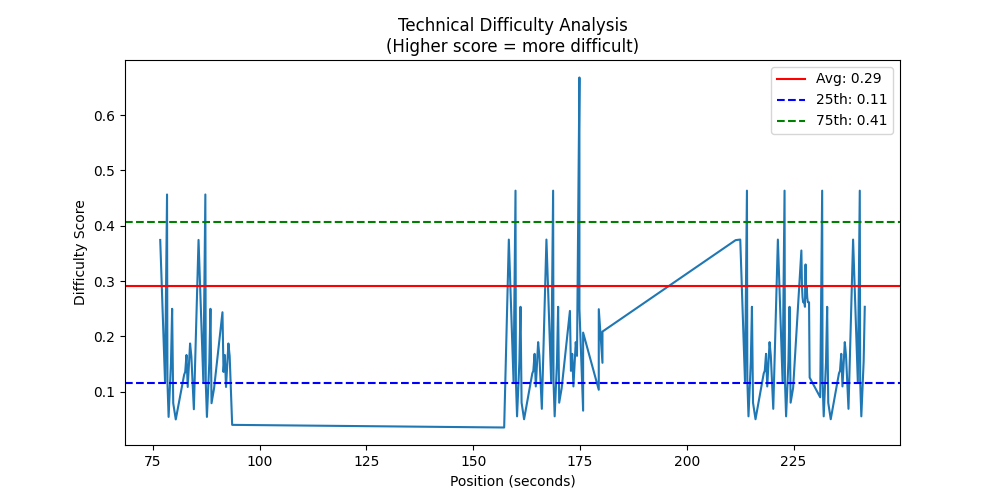 Technical Difficulty Analysis
(Higher score = more difficult)
Avg: 0.29
25th: 0.11
75th: 0.41
Difficulty Score
0.6
0.5
0.4
0.3
0.2
0.1
75
100
125
150
175
200
225
Position (seconds)